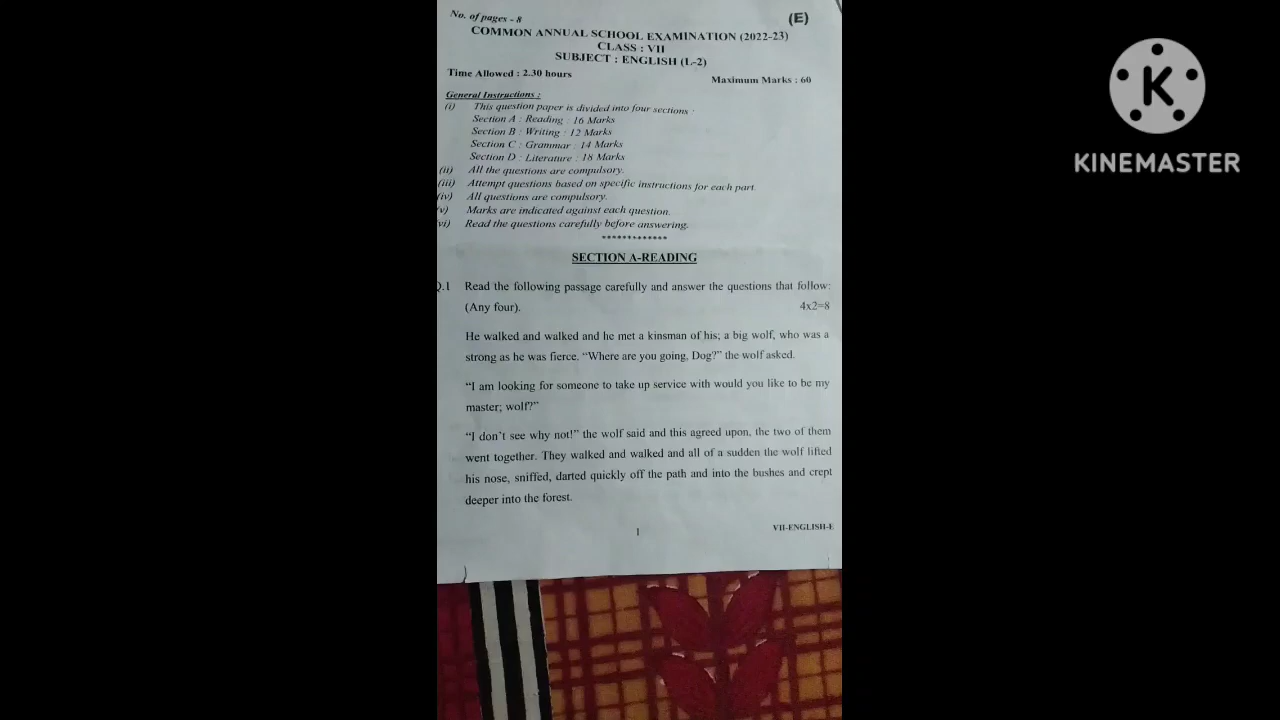 No. of pages - 8
(E)
COMMON ANNUAL SCHOOL EXAMINATION (2022-23)
CLASS : VII
SUBJECT : ENGLISH (L-2)
Time Allowed : 2.30 hours
Maximum Marks : 60
General Instructions :
(i) This question paper is divided into four sections :
Section A : Reading : 16 Marks
Section B : Writing : 12 Marks
Section C : Grammar : 14 Marks
Section D : Literature : 18 Marks
(ii) All the questions are compulsory.
(iii) Attempt questions based on specific instructions for each part.
(iv) All questions are compulsory.
v) Marks are indicated against each question.
vi) Read the questions carefully before answering.
*************
SECTION A-READING
Q.1 Read the following passage carefully and answer the questions that follow:
(Any four). 4x2=8
He walked and walked and he met a kinsman of his; a big wolf, who was a
strong as he was fierce. “Where are you going, Dog?” the wolf asked.
“I am looking for someone to take up service with would you like to be my
master; wolf?”
“I don’t see why not!” the wolf said and this agreed upon, the two of them
went together. They walked and walked and all of a sudden the wolf lifted
his nose, sniffed, darted quickly off the path and into the bushes and crept
deeper into the forest.
1
VII-ENGLISH-E
K
KINEMASTER